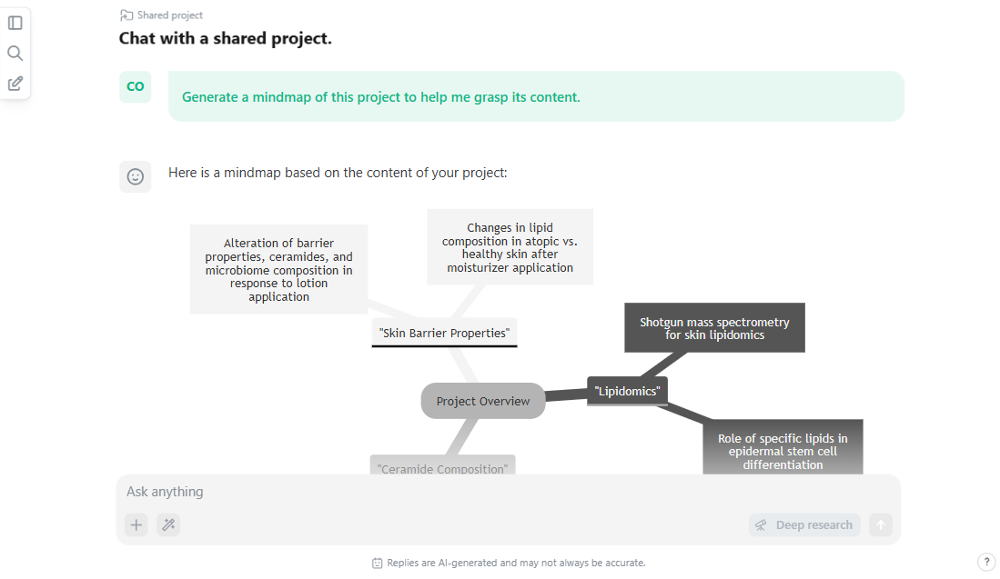 Shared project
Chat with a shared project.
CO
Generate a mindmap of this project to help me grasp its content.
Here is a mindmap based on the content of your project:
Alteration of barrier
properties, ceramides, and
microbiome composition in
response to lotion
application
Changes in lipid
composition in atopic vs.
healthy skin after
moisturizer application
"Skin Barrier Properties"
Shotgun mass spectrometry
for skin lipidomics
"Lipidomics"
Project Overview
Role of specific lipids in
epidermal stem cell
differentiation
"Ceramide Composition"
Ask anything
Deep research
Replies are AI-generated and may not always be accurate.
?